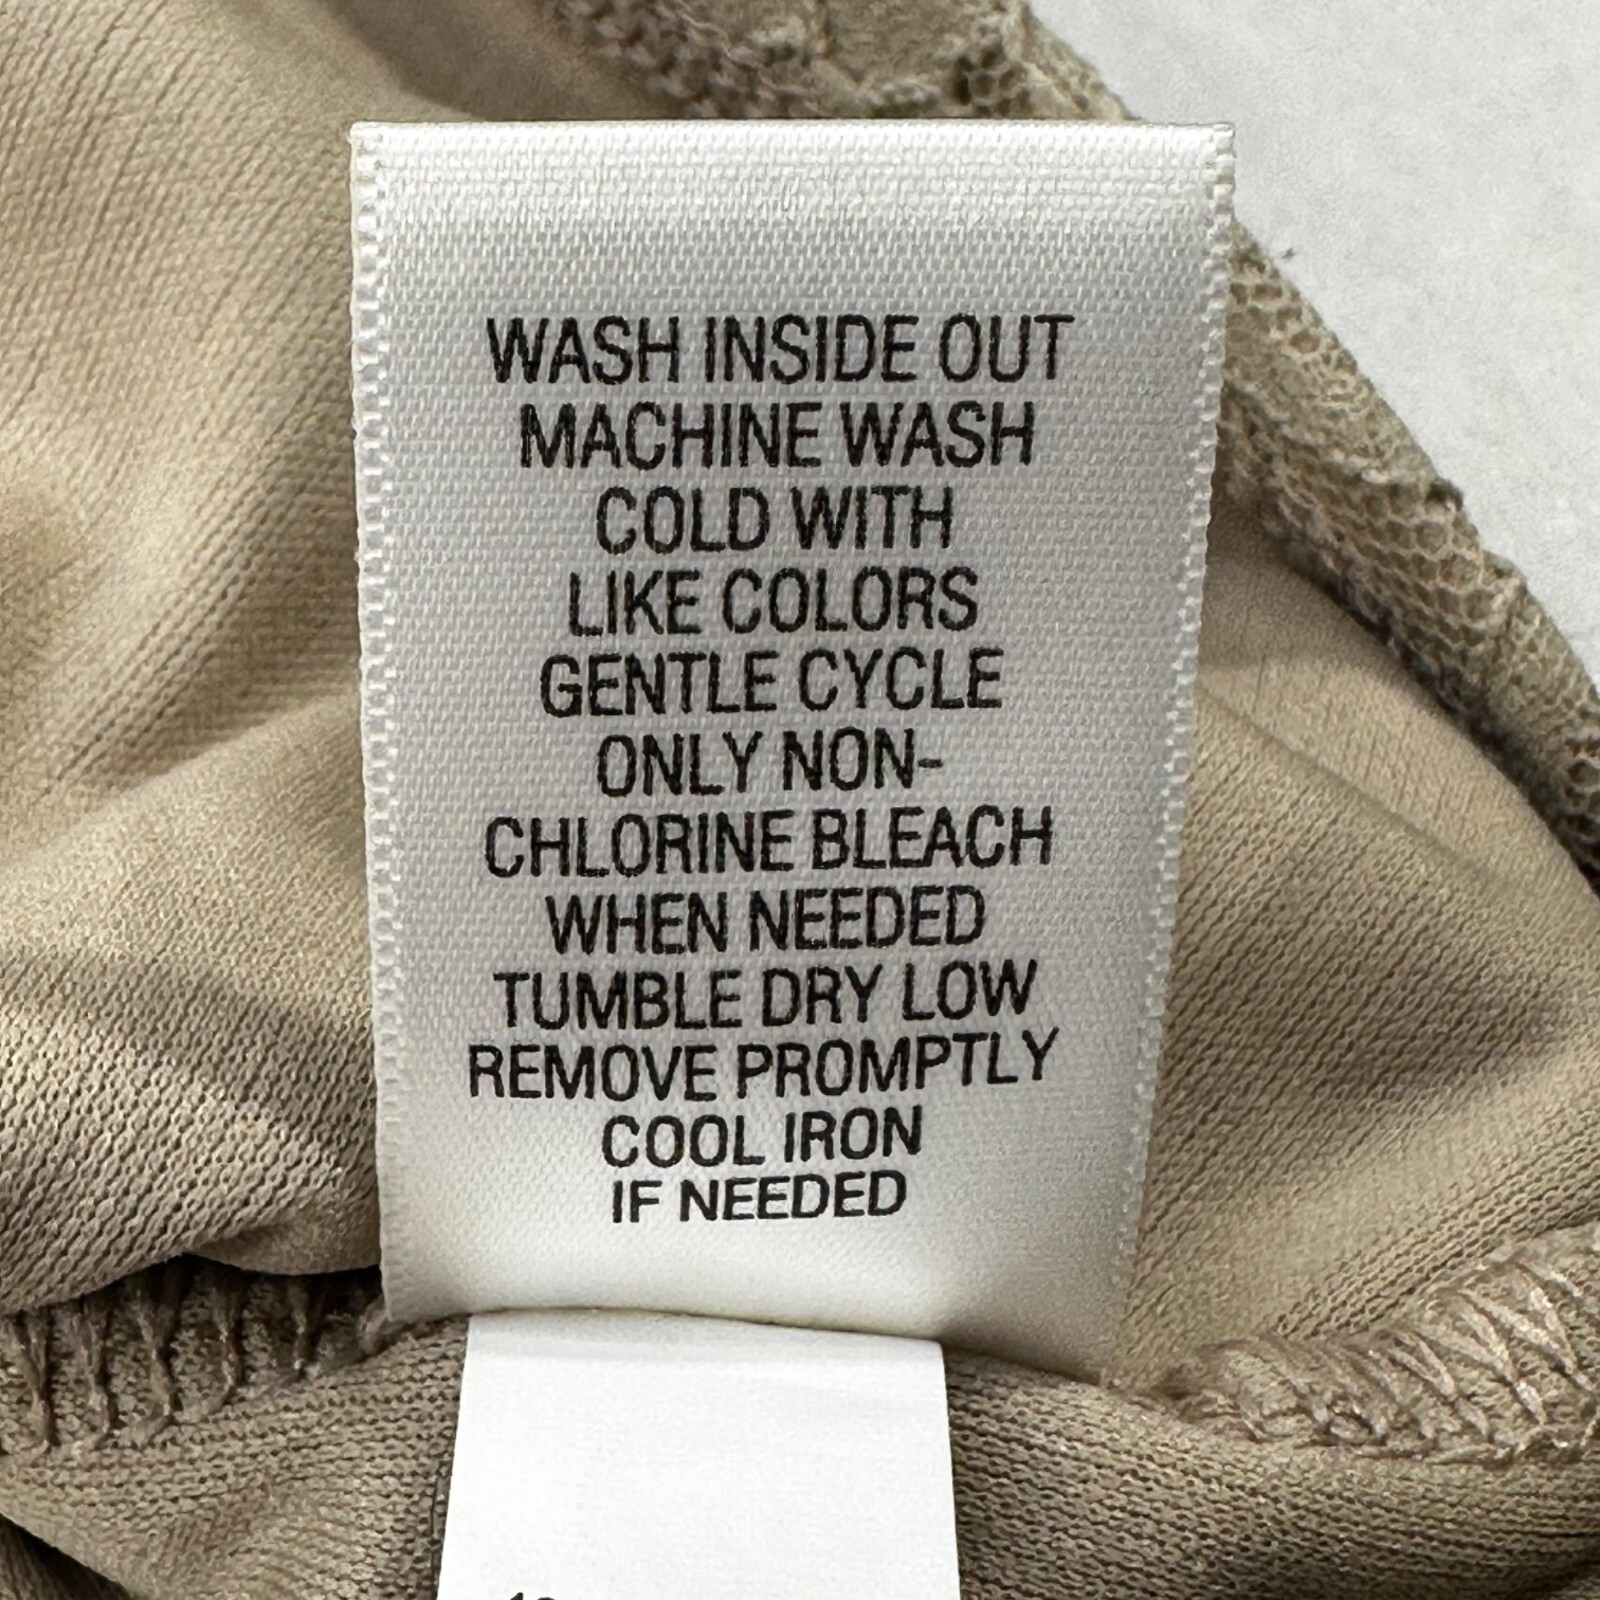 WASH INSIDE OUT
MACHINE WASH
COLD WITH
LIKE COLORS
GENTLE CYCLE
ONLY NON-
CHLORINE BLEACH
WHEN NEEDED
TUMBLE DRY LOW
REMOVE PROMPTLY
COOL IRON
IF NEEDED